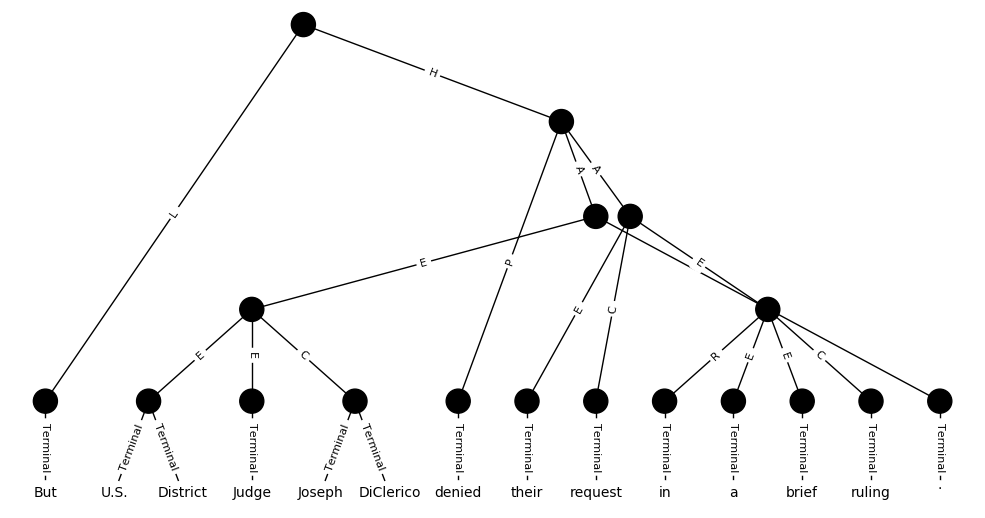 H
L
A A
E P E
E C
E E C R E E C
Terminal Terminal Terminal Terminal Terminal Terminal Terminal Terminal Terminal Terminal Terminal Terminal Terminal Terminal
But U.S. District Judge Joseph DiClerico denied their request in a brief ruling .